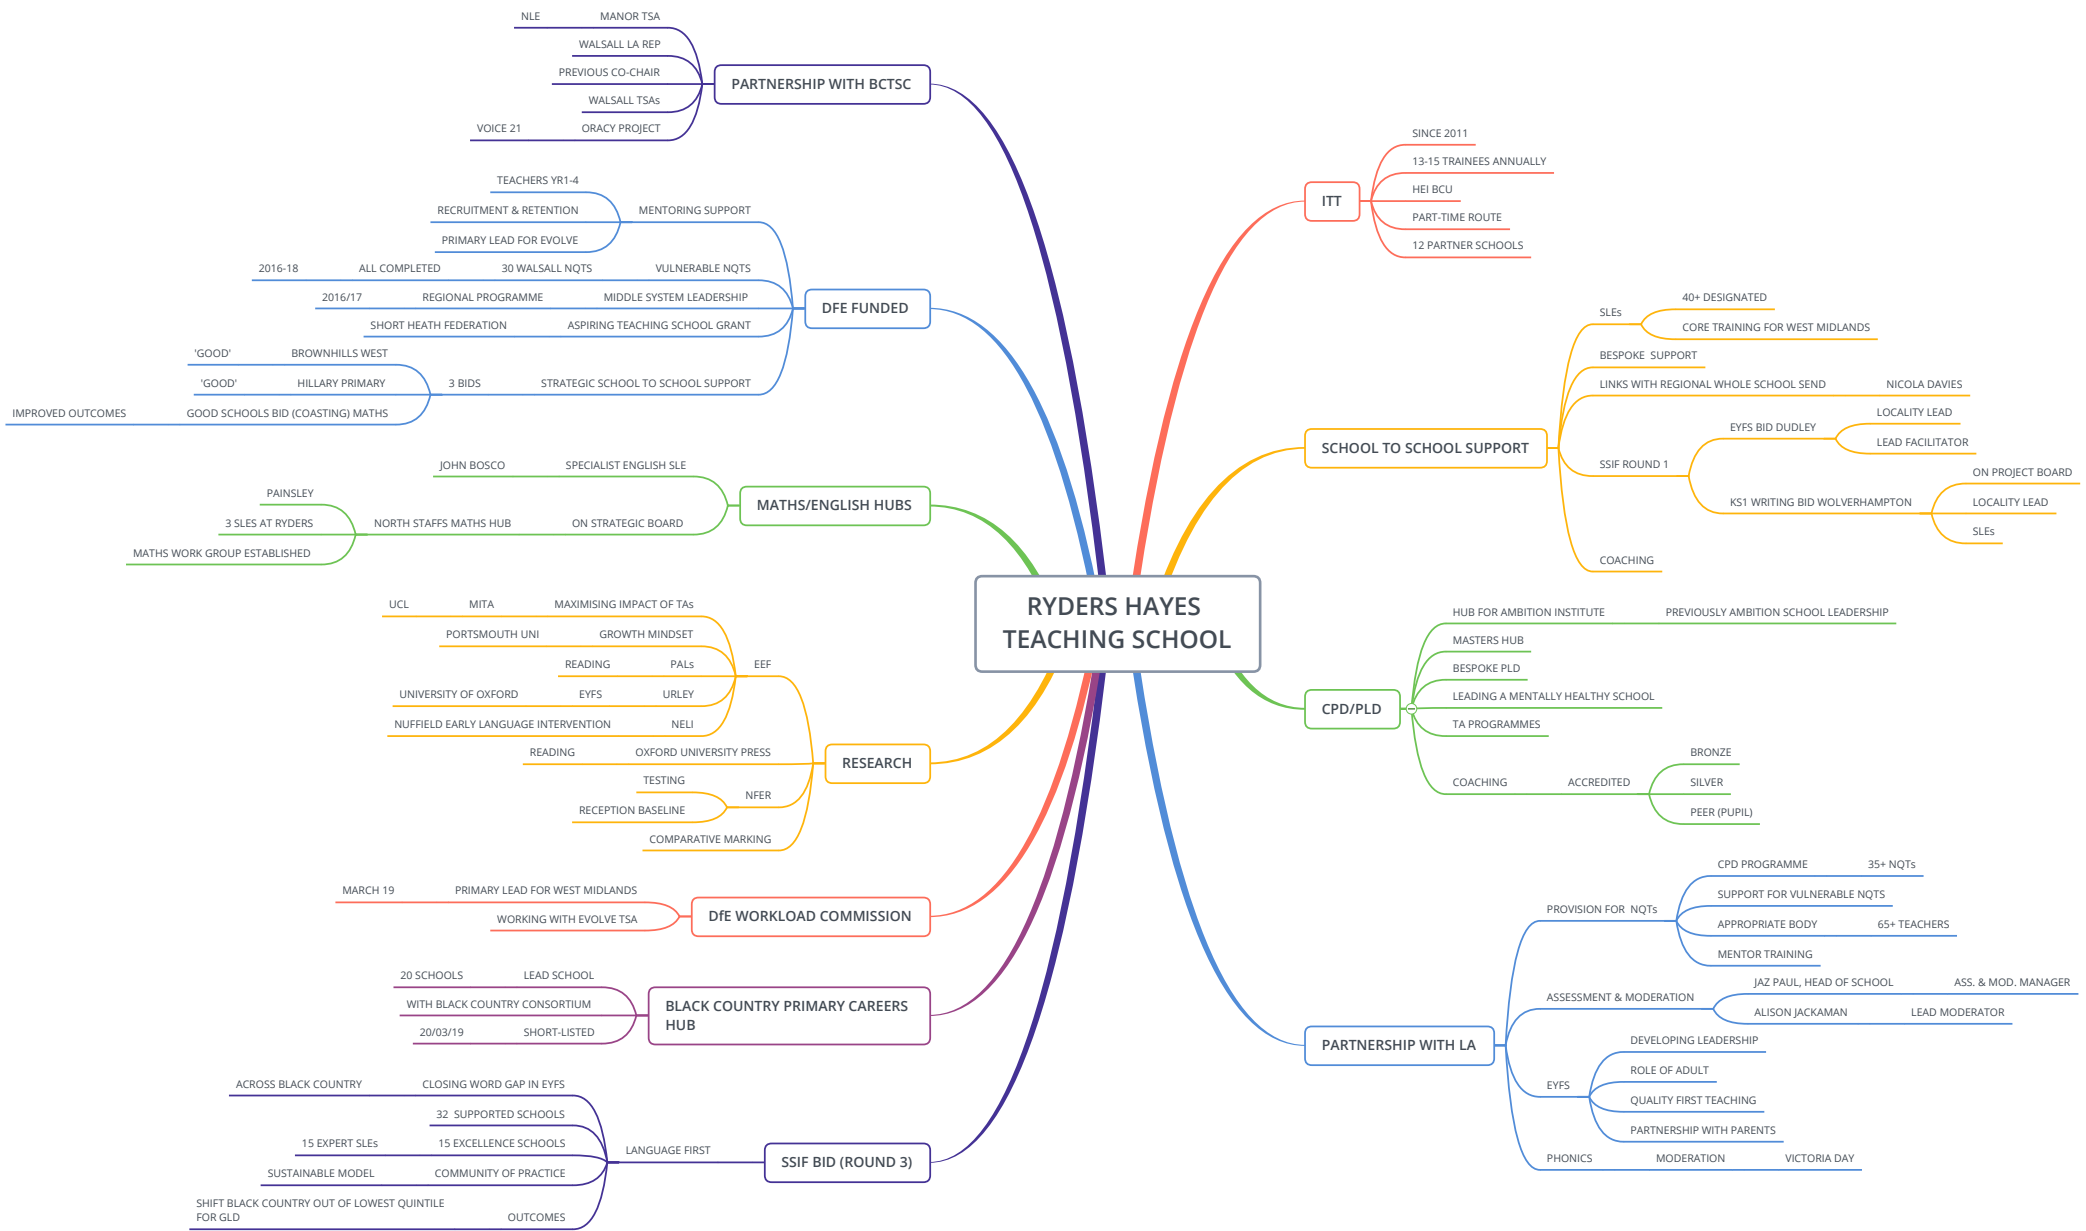 RYDERS HAYES
TEACHING SCHOOL
PARTNERSHIP WITH BCTSC
NLE
MANOR TSA
WALSALL LA REP
PREVIOUS CO-CHAIR
WALSALL TSAs
VOICE 21
ORACY PROJECT
DFE FUNDED
TEACHERS YR1-4
RECRUITMENT & RETENTION
MENTORING SUPPORT
PRIMARY LEAD FOR EVOLVE
2016-18
ALL COMPLETED
30 WALSALL NQTS
VULNERABLE NQTS
2016/17
REGIONAL PROGRAMME
MIDDLE SYSTEM LEADERSHIP
SHORT HEATH FEDERATION
ASPIRING TEACHING SCHOOL GRANT
'GOOD'
BROWNHILLS WEST
'GOOD'
HILLARY PRIMARY
3 BIDS
STRATEGIC SCHOOL TO SCHOOL SUPPORT
IMPROVED OUTCOMES
GOOD SCHOOLS BID (COASTING) MATHS
MATHS/ENGLISH HUBS
JOHN BOSCO
SPECIALIST ENGLISH SLE
PAINSLEY
3 SLES AT RYDERS
NORTH STAFFS MATHS HUB
ON STRATEGIC BOARD
MATHS WORK GROUP ESTABLISHED
RESEARCH
UCL
MITA
MAXIMISING IMPACT OF TAs
PORTSMOUTH UNI
GROWTH MINDSET
READING
PALs
EEF
UNIVERSITY OF OXFORD
EYFS
URLEY
NUFFIELD EARLY LANGUAGE INTERVENTION
NELI
READING
OXFORD UNIVERSITY PRESS
TESTING
NFER
RECEPTION BASELINE
COMPARATIVE MARKING
DfE WORKLOAD COMMISSION
MARCH 19
PRIMARY LEAD FOR WEST MIDLANDS
WORKING WITH EVOLVE TSA
BLACK COUNTRY PRIMARY CAREERS
HUB
20 SCHOOLS
LEAD SCHOOL
WITH BLACK COUNTRY CONSORTIUM
20/03/19
SHORT-LISTED
SSIF BID (ROUND 3)
LANGUAGE FIRST
ACROSS BLACK COUNTRY
CLOSING WORD GAP IN EYFS
32 SUPPORTED SCHOOLS
15 EXPERT SLEs
15 EXCELLENCE SCHOOLS
SUSTAINABLE MODEL
COMMUNITY OF PRACTICE
SHIFT BLACK COUNTRY OUT OF LOWEST QUINTILE
FOR GLD
OUTCOMES
ITT
SINCE 2011
13-15 TRAINEES ANNUALLY
HEI BCU
PART-TIME ROUTE
12 PARTNER SCHOOLS
SCHOOL TO SCHOOL SUPPORT
SLEs
40+ DESIGNATED
CORE TRAINING FOR WEST MIDLANDS
BESPOKE SUPPORT
LINKS WITH REGIONAL WHOLE SCHOOL SEND
NICOLA DAVIES
SSIF ROUND 1
EYFS BID DUDLEY
LOCALITY LEAD
LEAD FACILITATOR
KS1 WRITING BID WOLVERHAMPTON
ON PROJECT BOARD
LOCALITY LEAD
SLEs
COACHING
CPD/PLD
HUB FOR AMBITION INSTITUTE
PREVIOUSLY AMBITION SCHOOL LEADERSHIP
MASTERS HUB
BESPOKE PLD
LEADING A MENTALLY HEALTHY SCHOOL
TA PROGRAMMES
COACHING
ACCREDITED
BRONZE
SILVER
PEER (PUPIL)
PARTNERSHIP WITH LA
PROVISION FOR NQTs
CPD PROGRAMME
35+ NQTs
SUPPORT FOR VULNERABLE NQTS
APPROPRIATE BODY
65+ TEACHERS
MENTOR TRAINING
ASSESSMENT & MODERATION
JAZ PAUL, HEAD OF SCHOOL
ASS. & MOD. MANAGER
ALISON JACKAMAN
LEAD MODERATOR
EYFS
DEVELOPING LEADERSHIP
ROLE OF ADULT
QUALITY FIRST TEACHING
PARTNERSHIP WITH PARENTS
PHONICS
MODERATION
VICTORIA DAY